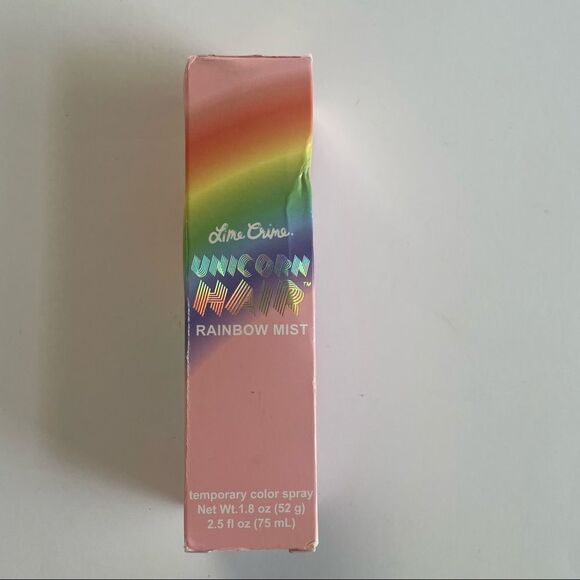 Lime Crime.
UNICORN
HAIR™
RAINBOW MIST
temporary color spray
Net Wt.1.8 oz (52 g)
2.5 fl oz (75 mL)